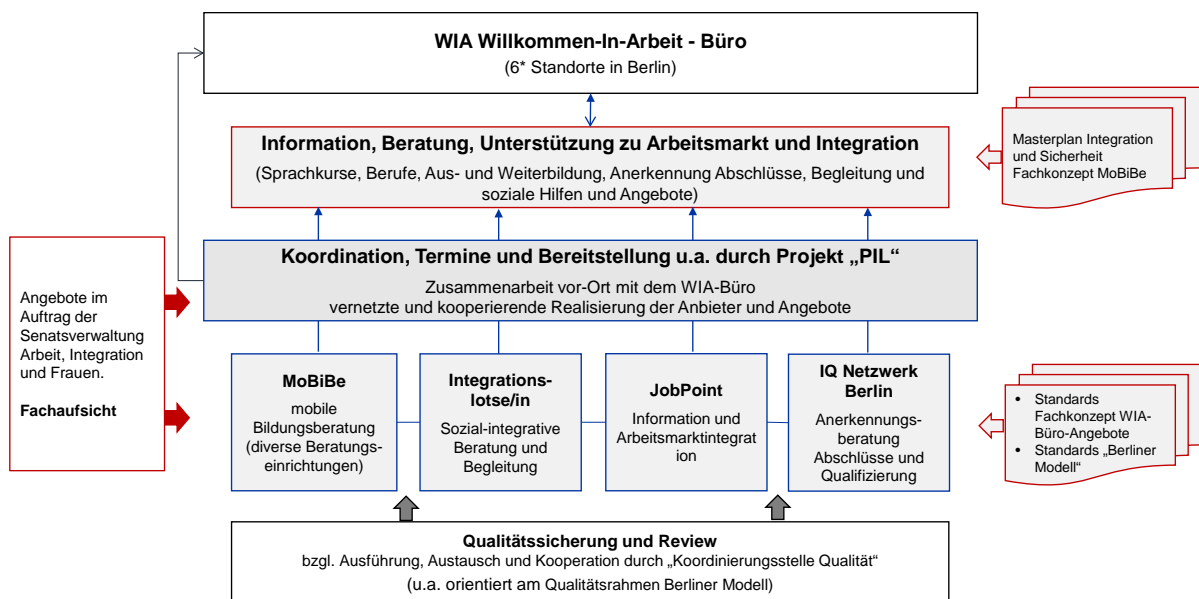 WIA Willkommen-In-Arbeit - Büro
(6* Standorte in Berlin)
Information, Beratung, Unterstützung zu Arbeitsmarkt und Integration
(Sprachkurse, Berufe, Aus- und Weiterbildung, Anerkennung Abschlüsse, Begleitung und
soziale Hilfen und Angebote)
Masterplan Integration
und Sicherheit
Fachkonzept MoBiBe
Koordination, Termine und Bereitstellung u.a. durch Projekt „PIL“
Zusammenarbeit vor-Ort mit dem WIA-Büro
vernetzte und kooperierende Realisierung der Anbieter und Angebote
Angebote im
Auftrag der
Senatsverwaltung
Arbeit, Integration
und Frauen.
Fachaufsicht
MoBiBe
mobile
Bildungsberatung
(diverse Beratungs-
einrichtungen)
Integrations-
lotse/in
Sozial-integrative
Beratung und
Begleitung
JobPoint
Information und
Arbeitsmarktintegrat
ion
IQ Netzwerk
Berlin
Anerkennungs-
beratung
Abschlüsse und
Qualifizierung
• Standards
Fachkonzept WIA-
Büro-Angebote
• Standards „Berliner
Modell“
Qualitätssicherung und Review
bzgl. Ausführung, Austausch und Kooperation durch „Koordinierungsstelle Qualität“
(u.a. orientiert am Qualitätsrahmen Berliner Modell)